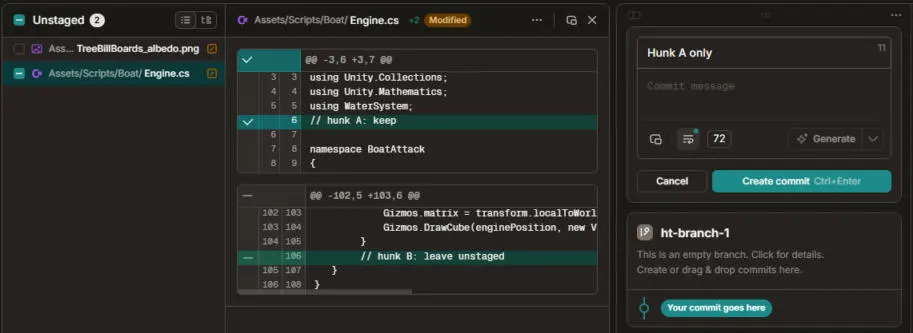 Unstaged 2
Ass... TreeBillBoards_albedo.png
Assets/Scripts/Boat/ Engine.cs
Assets/Scripts/Boat/ Engine.cs +2 Modified
@@ -3,6 +3,7 @@
3 3 using Unity.Collections;
4 4 using Unity.Mathematics;
5 5 using WaterSystem;
6 // hunk A: keep
6 7
7 8 namespace BoatAttack
8 9 {
@@ -102,5 +103,6 @@
102 103 Gizmos.matrix = transform.localToWorl
103 104 Gizmos.DrawCube(enginePosition, new V
104 105 }
106 // hunk B: leave unstaged
105 107 }
106 108 }
Hunk A only 11
Commit message
72 Generate
Cancel Create commit Ctrl+Enter
ht-branch-1
This is an empty branch. Click for details.
Create or drag & drop commits here.
Your commit goes here